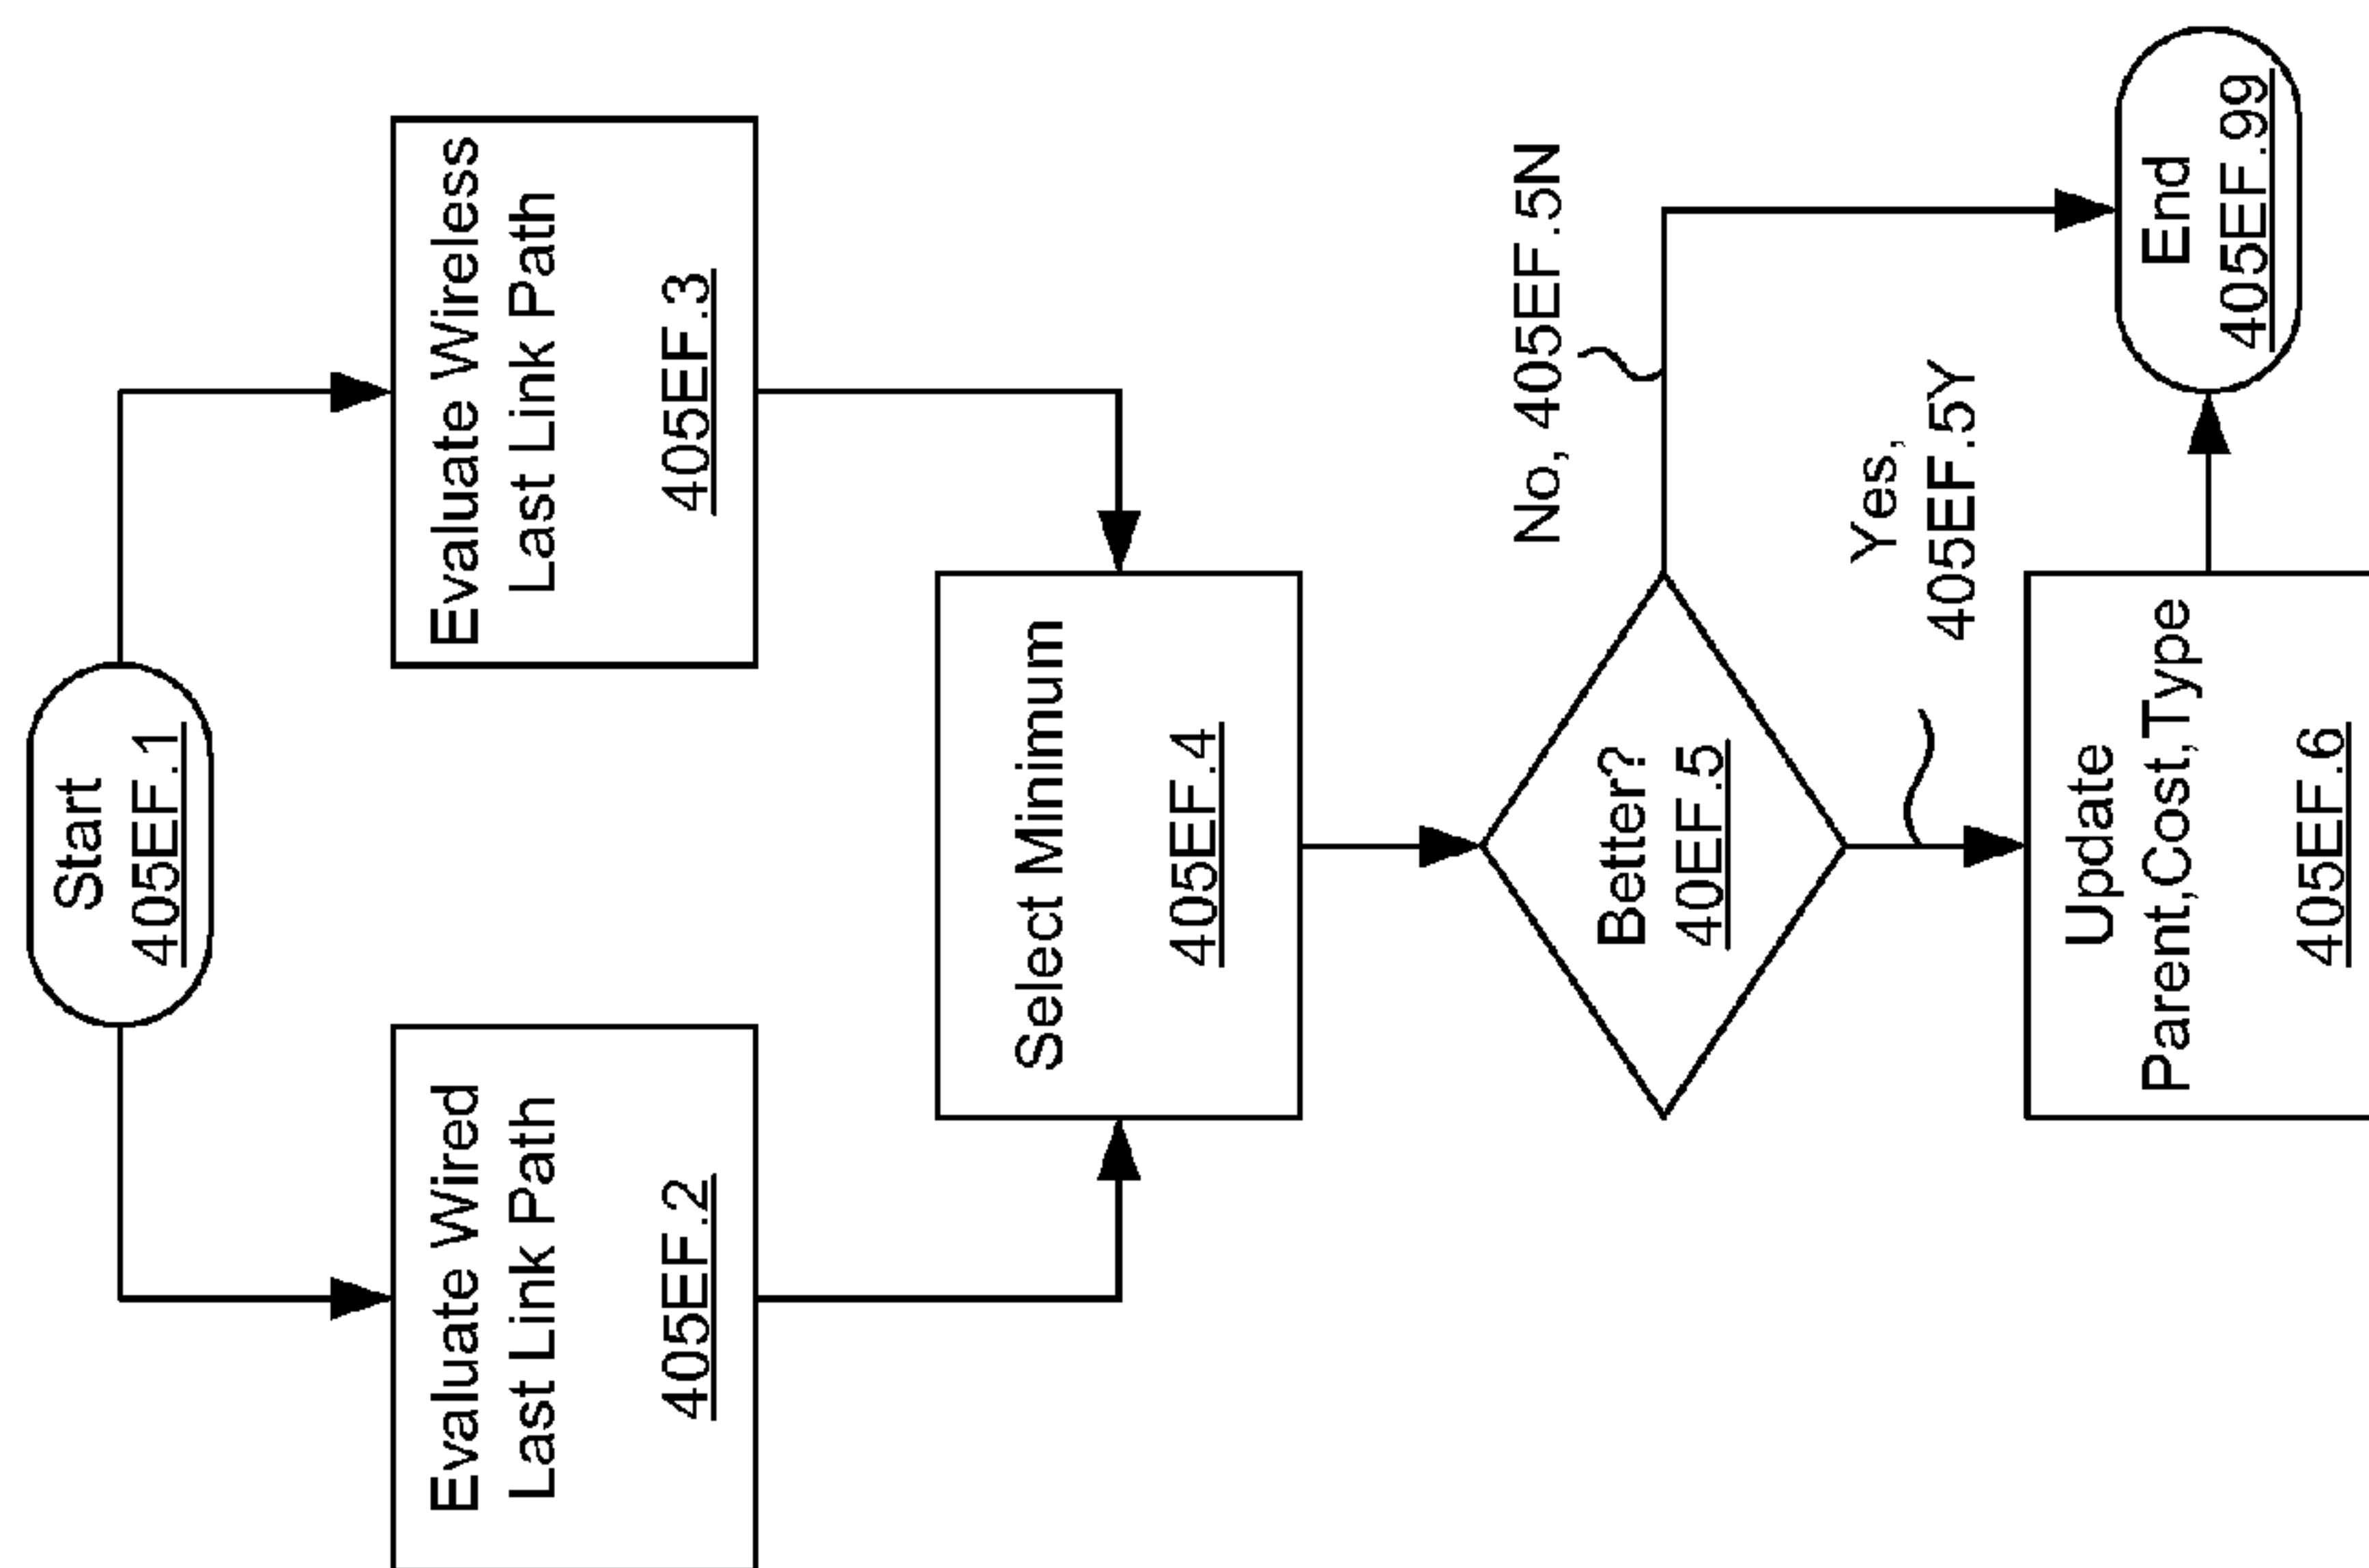 Start
405EF.1
Evaluate Wired
Last Link Path
405EF.2
Evaluate Wireless
Last Link Path
405EF.3
Select Minimum
405EF.4
Better?
40EF.5
No, 405EF.5N
Yes,
405EF.5Y
Update
Parent,Cost,Type
405EF.6
End
405EF.99